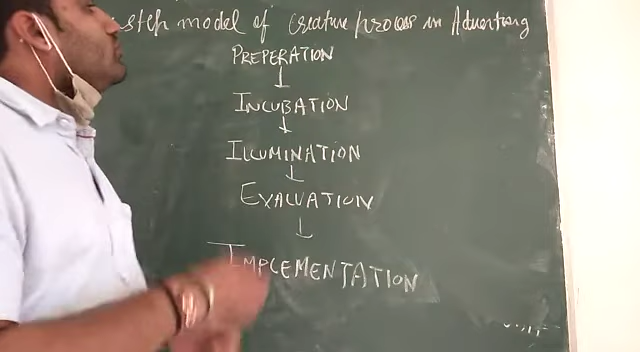 step model of creative process in Advertising
PREPERATION
INCUBATION
ILLUMINATION
EVALUATION
IMPLEMENTATION